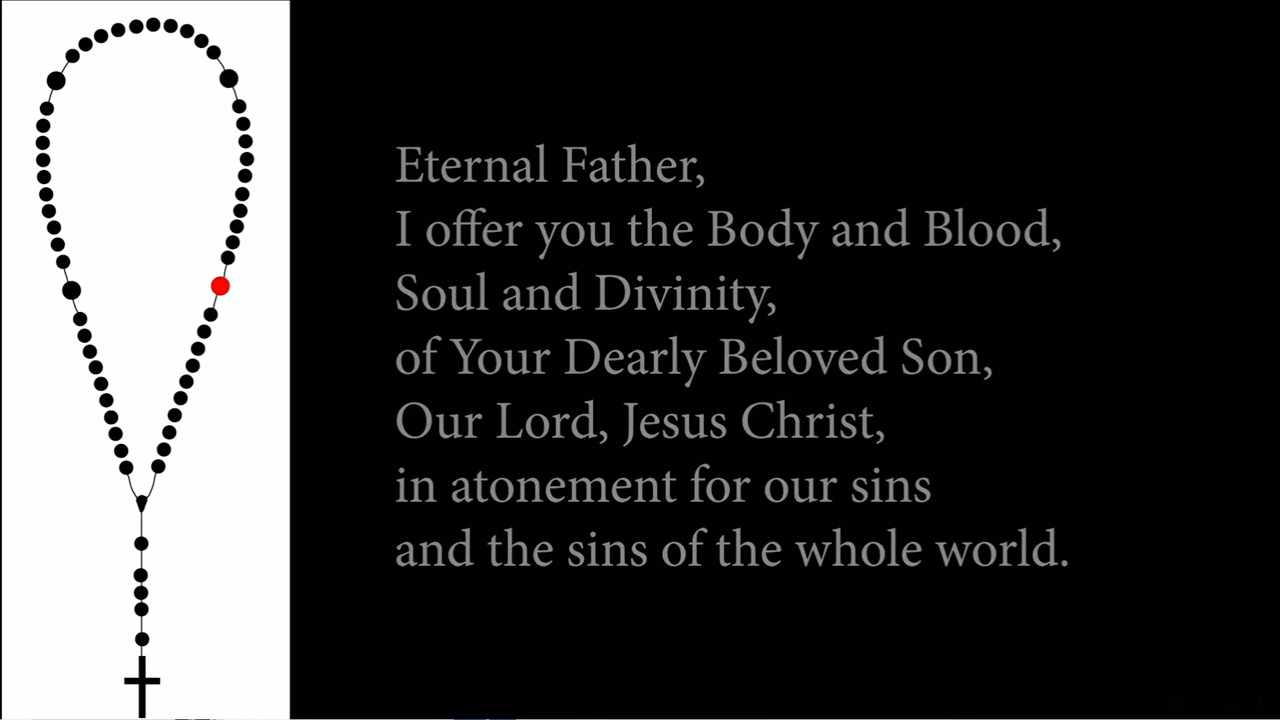 Eternal Father,
I offer you the Body and Blood,
Soul and Divinity,
of Your Dearly Beloved Son,
Our Lord, Jesus Christ,
in atonement for our sins
and the sins of the whole world.